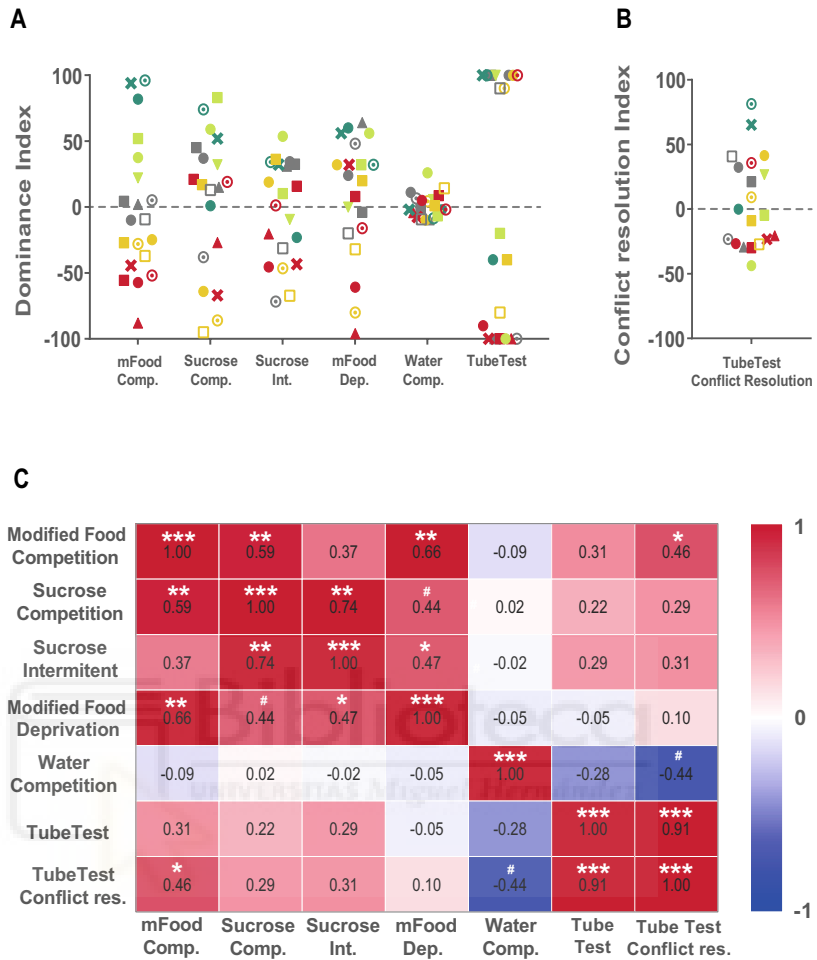 A
B
Dominance Index
100
50
0
-50
-100
mFood
Comp.
Sucrose
Comp.
Sucrose
Int.
mFood
Dep.
Water
Comp.
TubeTest
Conflict resolution Index
100
50
0
-50
-100
TubeTest
Conflict Resolution
C
Modified Food
Competition
*** ** ** *
1.00 0.59 0.37 0.66 -0.09 0.31 0.46
Sucrose
Competition
** *** ** #
0.59 1.00 0.74 0.44 0.02 0.22 0.29
Sucrose
Intermitent
** *** *
0.37 0.74 1.00 0.47 -0.02 0.29 0.31
Modified Food
Deprivation
** # * ***
0.66 0.44 0.47 1.00 -0.05 -0.05 0.10
Water
Competition
*** #
-0.09 0.02 -0.02 -0.05 1.00 -0.28 -0.44
TubeTest
*** ***
0.31 0.22 0.29 -0.05 -0.28 1.00 0.91
TubeTest
Conflict res.
* # *** ***
0.46 0.29 0.31 0.10 -0.44 0.91 1.00
mFood
Comp.
Sucrose
Comp.
Sucrose
Int.
mFood
Dep.
Water
Comp.
Tube
Test
Tube Test
Conflict res.
1
0
-1
Biblioteca
UNIVERSITAS Miguel Hernández